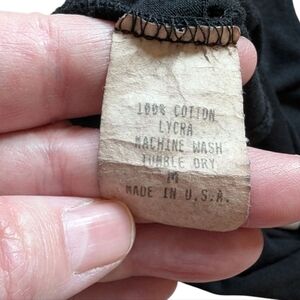 100% COTTON
LYCRA
MACHINE WASH
TUMBLE DRY
M
MADE IN U.S.A.